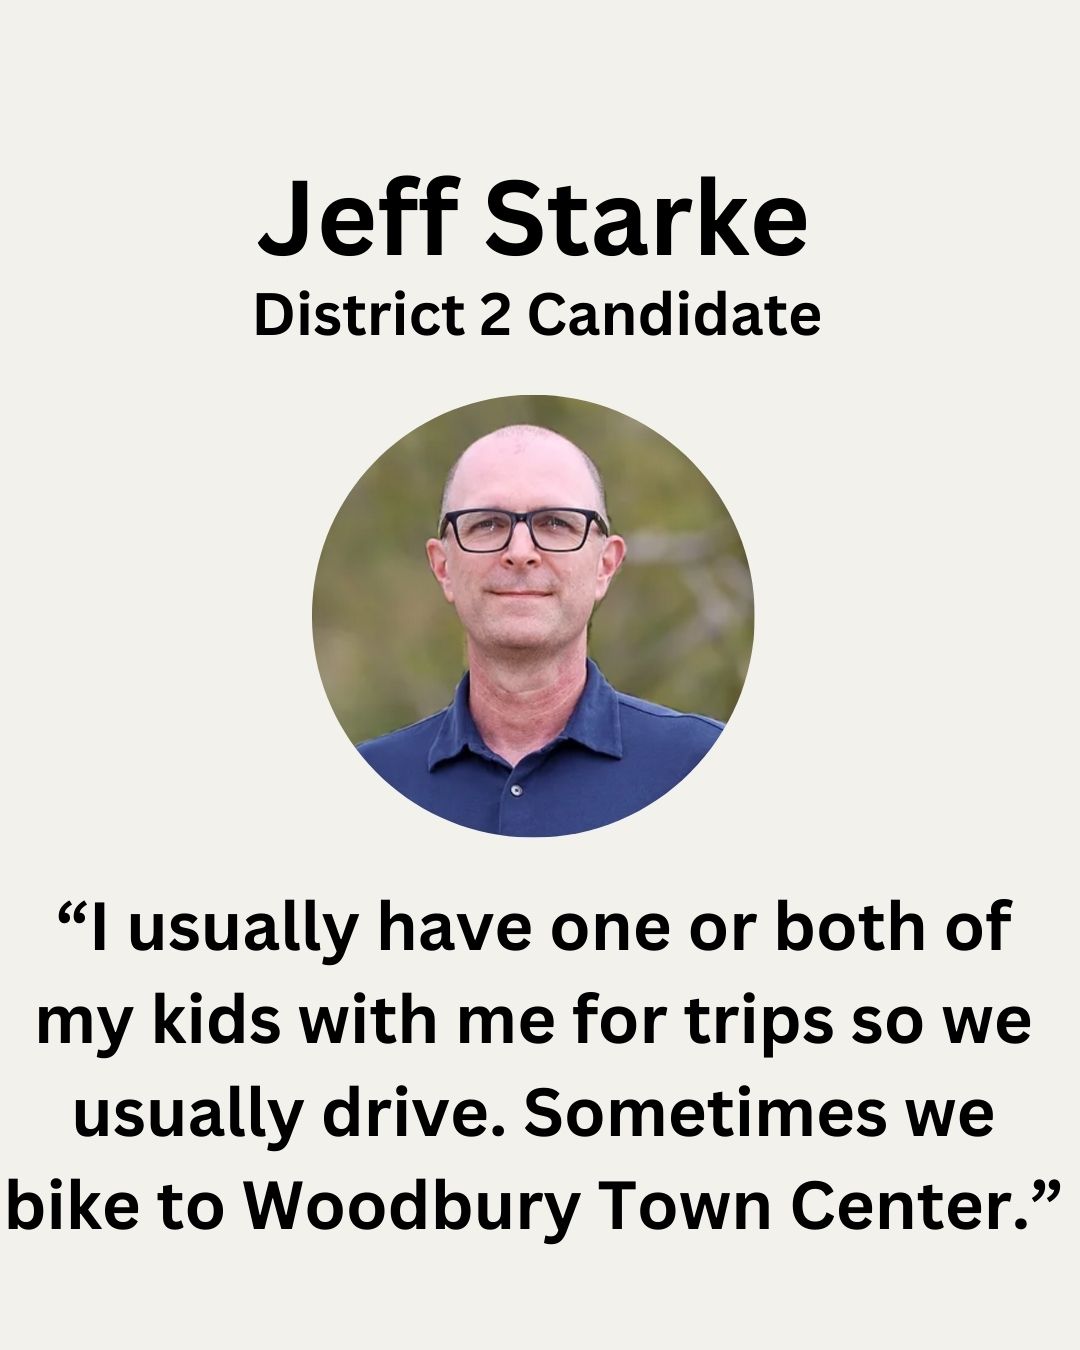 Jeff Starke
District 2 Candidate
“I usually have one or both of
my kids with me for trips so we
usually drive. Sometimes we
bike to Woodbury Town Center.”